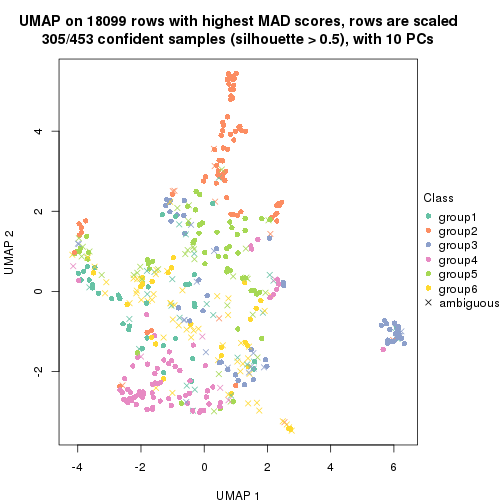 UMAP on 18099 rows with highest MAD scores, rows are scaled
305/453 confident samples (silhouette > 0.5), with 10 PCs
Class
group1
group2
group3
group4
group5
group6
ambiguous
UMAP 2
4
2
0
-2
-4
-2
0
2
4
6
UMAP 1